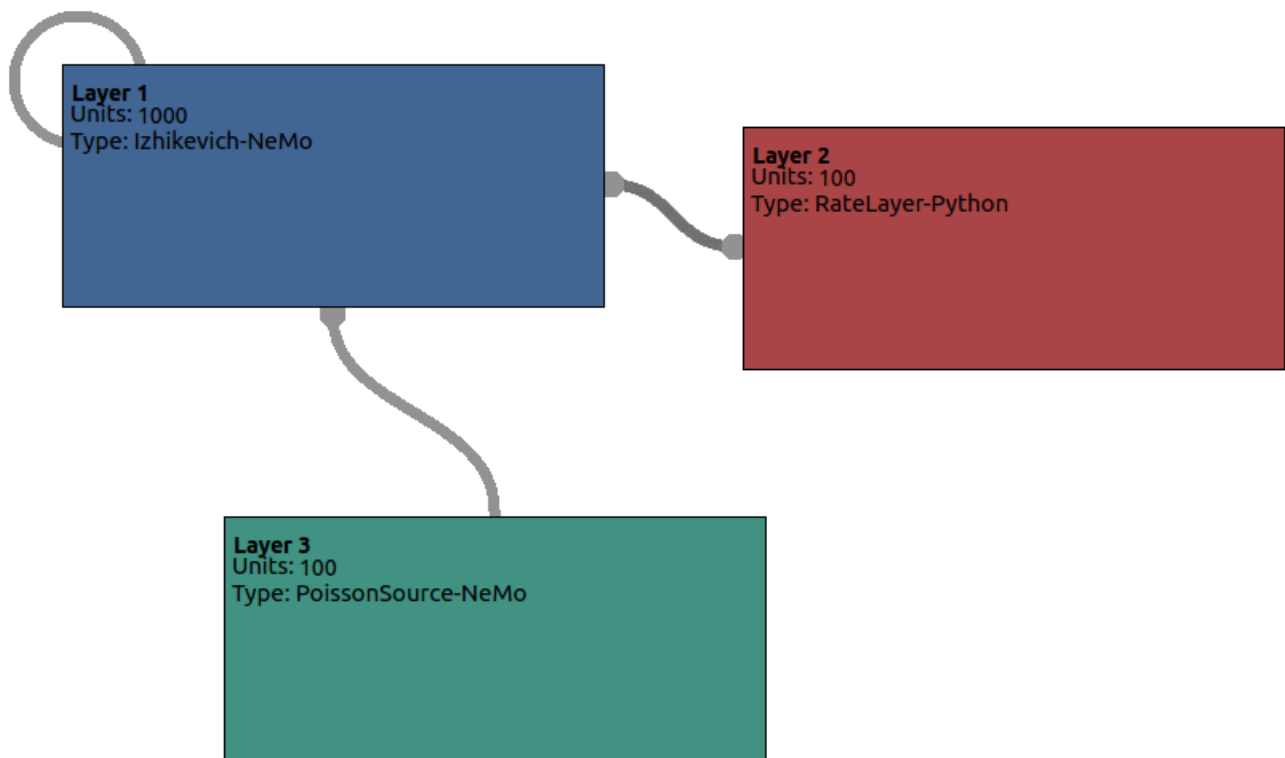 Layer 1
Units: 1000
Type: Izhikevich-NeMo
Layer 2
Units: 100
Type: RateLayer-Python
Layer 3
Units: 100
Type: PoissonSource-NeMo